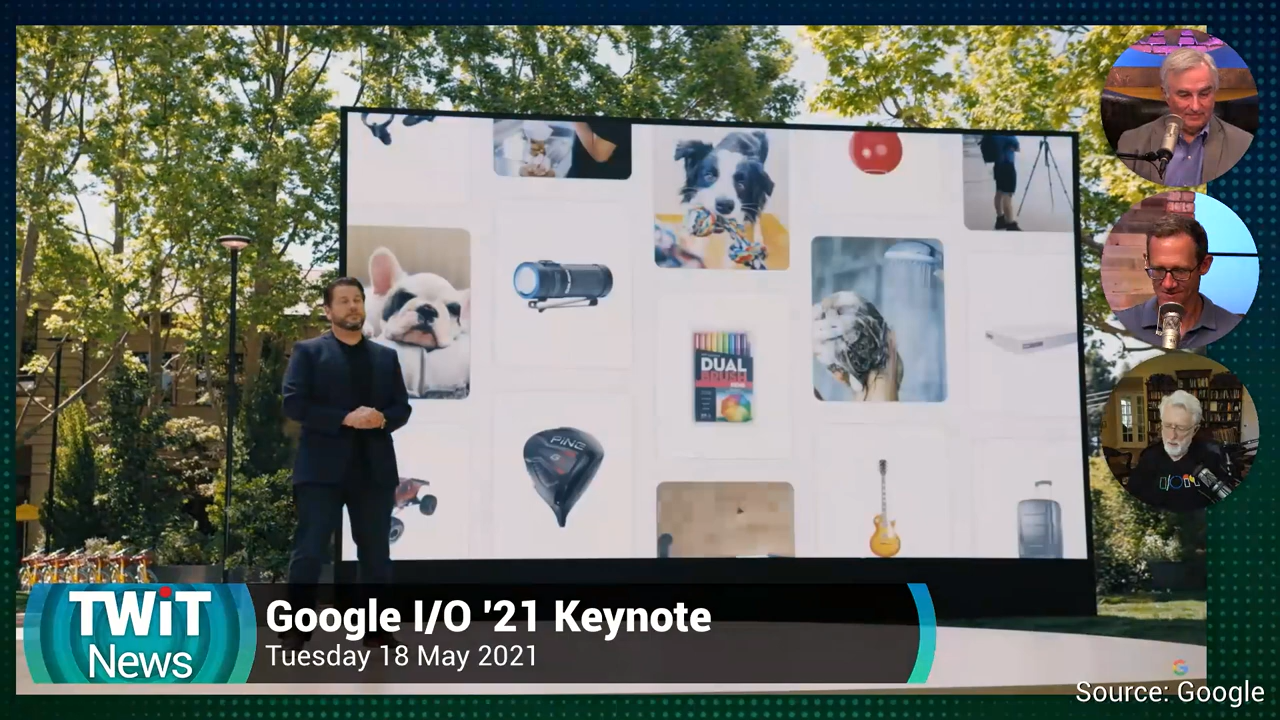 DUAL
BRUSH
PING
G
TWiT
News
Google I/O '21 Keynote
Tuesday 18 May 2021
I/O
Source: Google